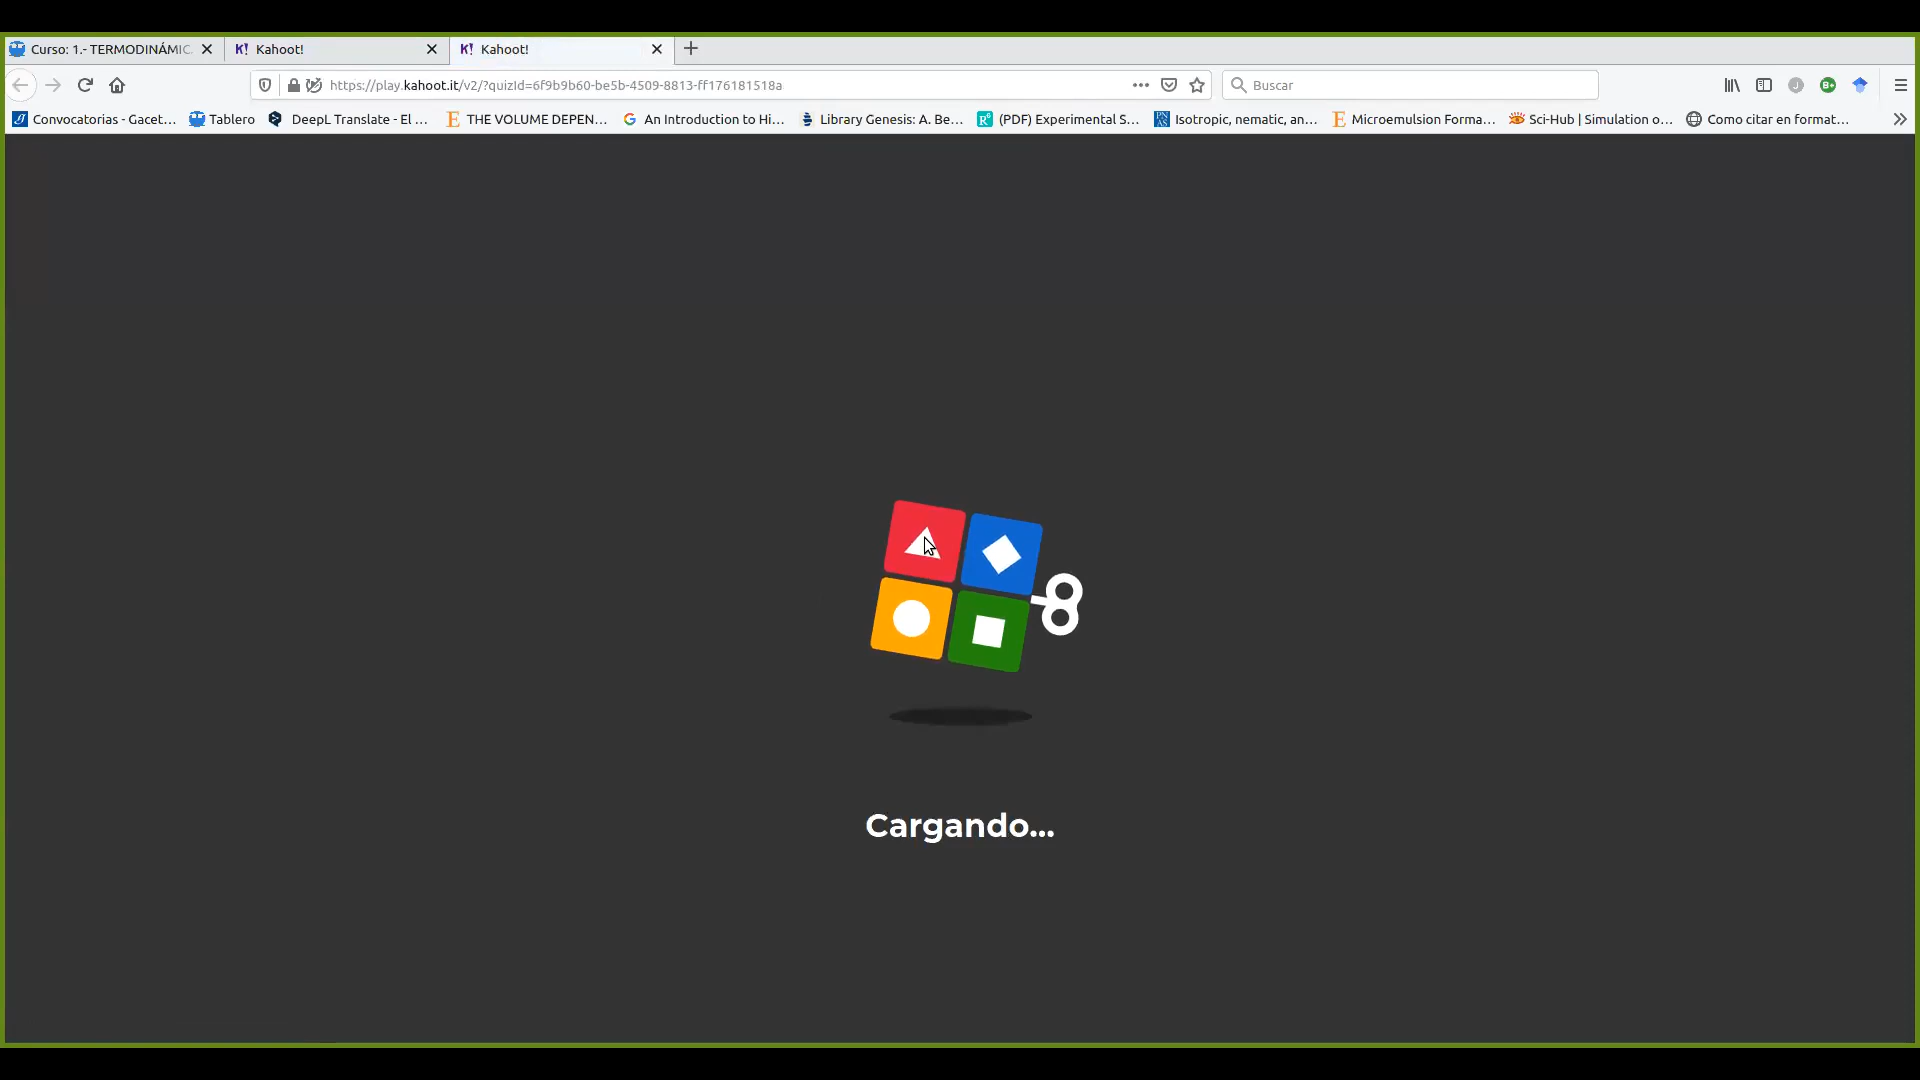 Curso: 1.- TERMODINÁMIC
K! Kahoot!
K! Kahoot!
https://play.kahoot.it/v2/?quizId=6f9b9b60-be5b-4509-8813-ff176181518a
Buscar
Convocatorias - Gacet...
Tablero
DeepL Translate - El ...
THE VOLUME DEPEN...
An Introduction to Hi...
Library Genesis: A. Be...
(PDF) Experimental S...
Isotropic, nematic, an...
Microemulsion Forma...
Sci-Hub | Simulation o...
Como citar en format...
Cargando...